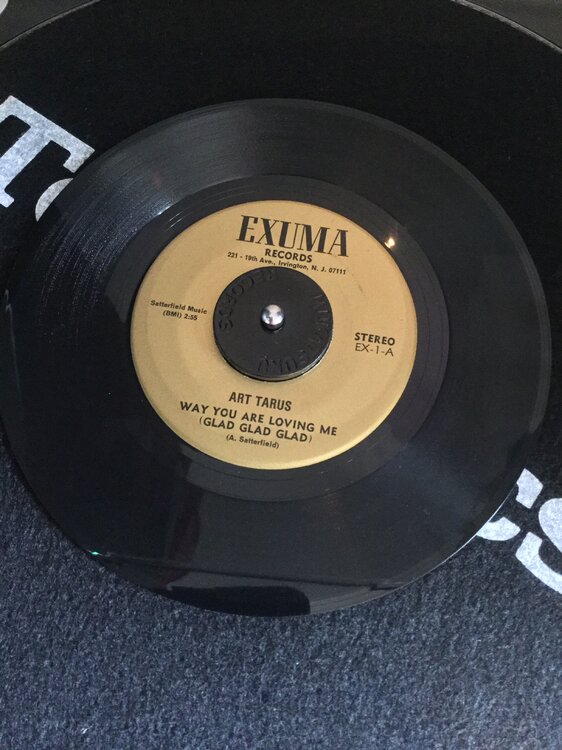 EXUMA
RECORDS
221 - 19th Ave., Irvington, N. J. 07111
Satterfield Music
(BMI) 2:55
STEREO
EX-1-A
ART TARUS
WAY YOU ARE LOVING ME
(GLAD GLAD GLAD)
(A. Satterfield)